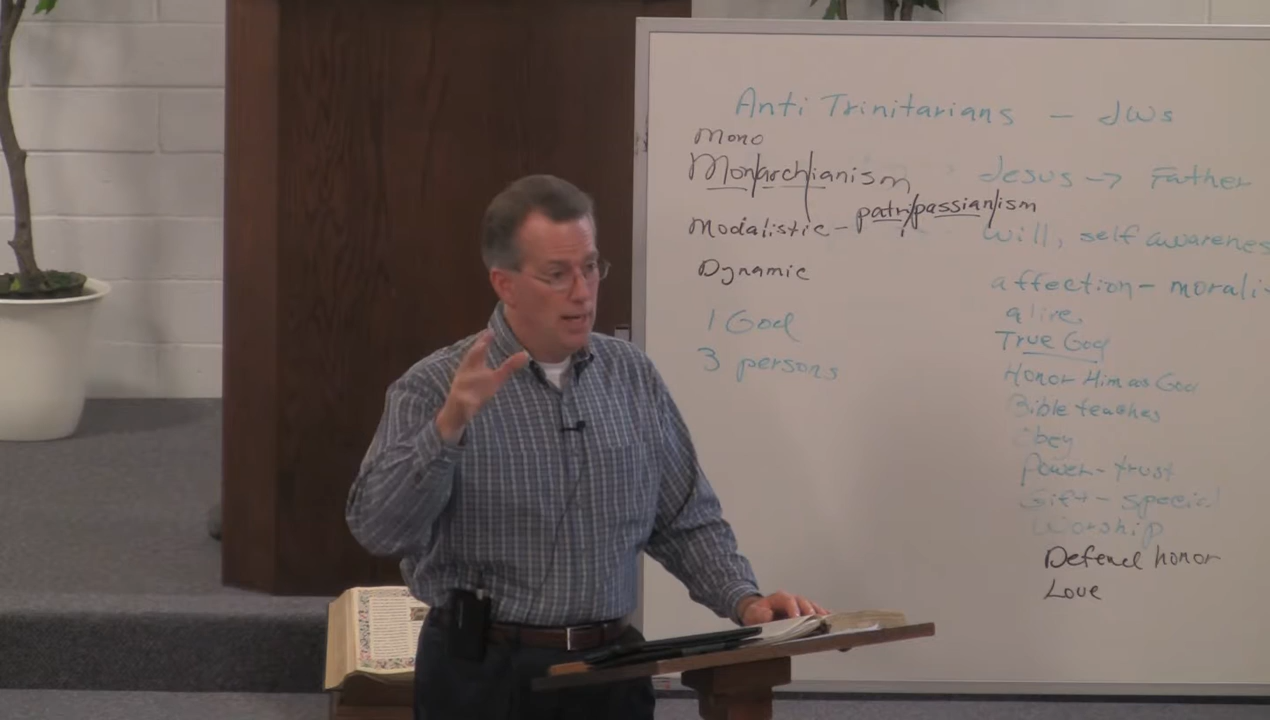 Anti Trinitarians - JWs
Mono
Monarchianism
Modalistic - patripassianism
Dynamic
1 God
3 persons
Jesus → Father
will, self awareness
affection - morali-
alive
True God
Honor Him as God
Bible teaches
Obey
Power - trust
Gift - special
Worship
Defend honor
Love